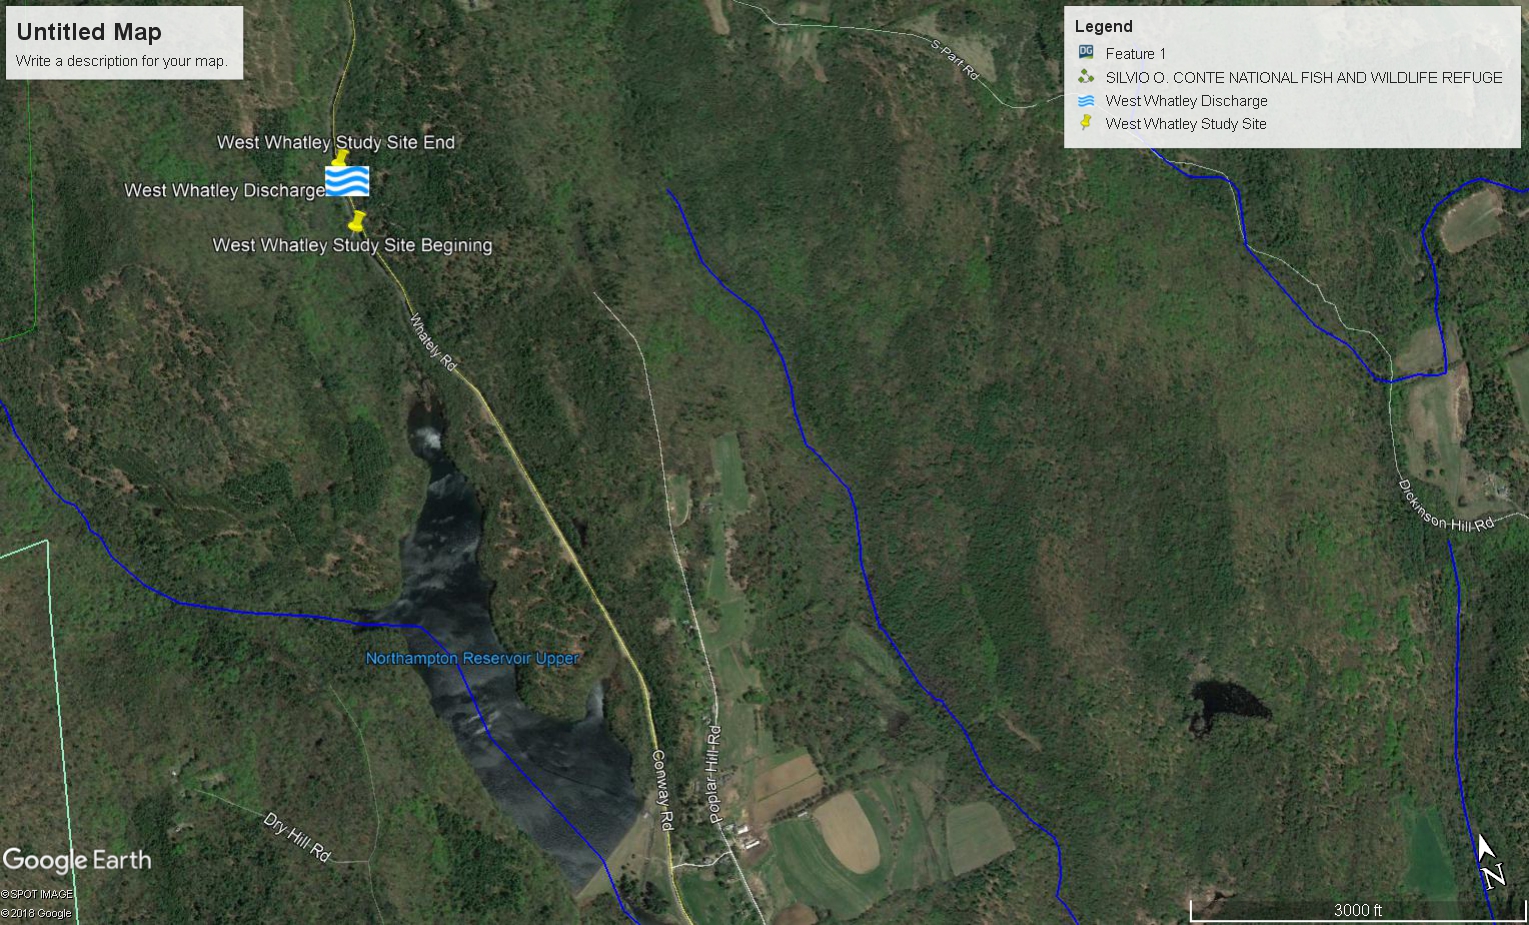 Untitled Map
Write a description for your map.
Legend
Feature 1
SILVIO O. CONTE NATIONAL FISH AND WILDLIFE REFUGE
West Whatley Discharge
West Whatley Study Site
S-Part Rd
West Whatley Study Site End
West Whatley Discharge
West Whatley Study Site Begining
Whately Rd
Dickinson Hill Rd
Northampton Reservoir Upper
Conway Rd
Poplar Hill Rd
Dry Hill Rd
Google Earth
©SPOT IMAGE
©2018 Google
N
3000 ft